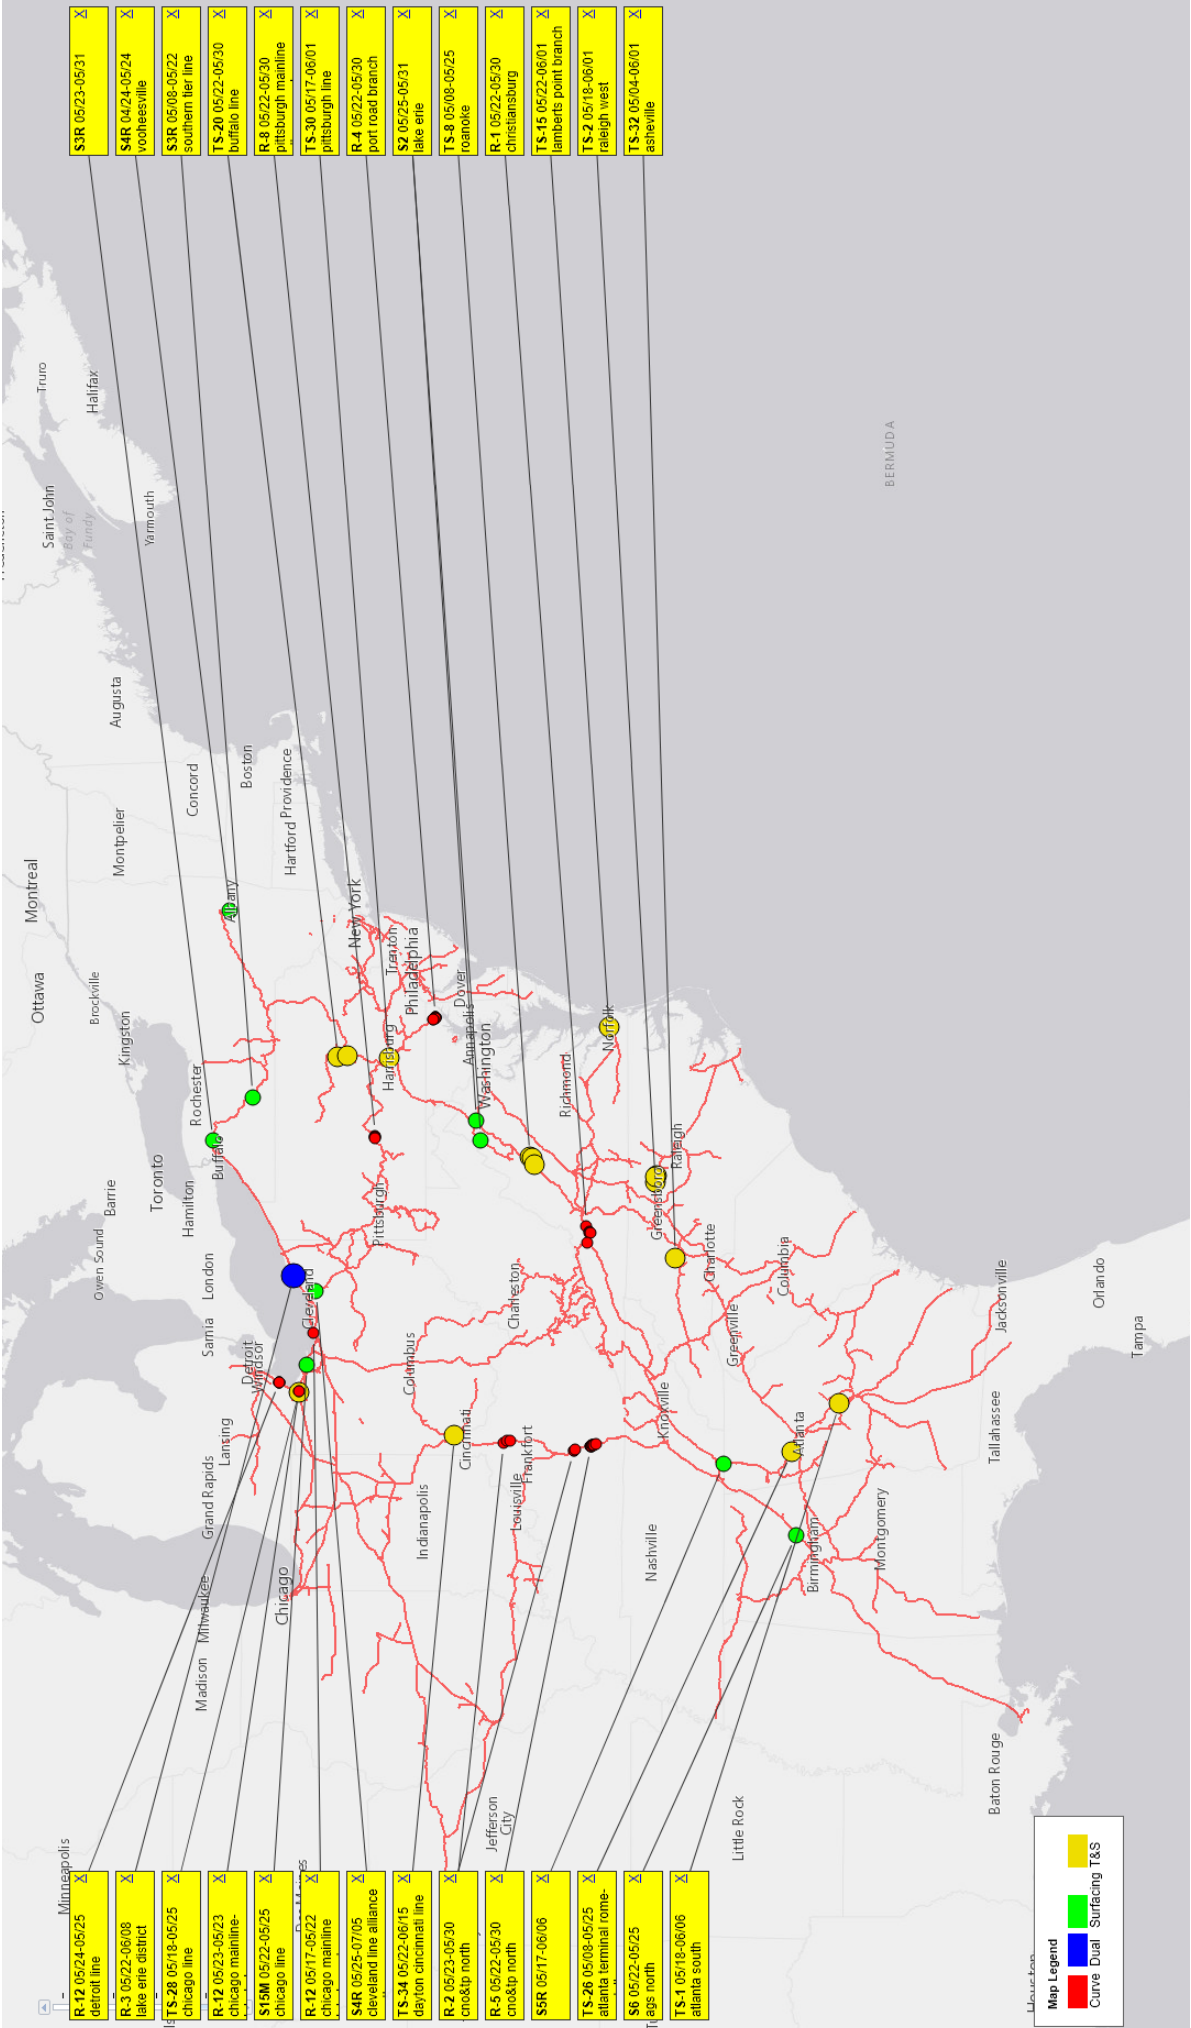 R-12 05/24-05/25 X
detroit line
R-3 05/22-06/08 X
lake erie district
TS-28 05/18-05/25 X
chicago line
R-12 05/23-05/23 X
chicago mainline-
S15M 05/22-05/25 X
chicago line
R-12 05/17-05/22 X
chicago mainline
S4R 05/25-07/05 X
cleveland line alliance
TS-34 05/22-06/15 X
dayton cincinnati line
R-2 05/23-05/30 X
cno&tp north
R-5 05/22-05/30 X
cno&tp north
S5R 05/17-06/06 X
TS-26 05/08-05/25 X
atlanta terminal rome-
S6 05/22-05/25 X
ags north
TS-1 05/18-06/06 X
atlanta south
S3R 05/23-05/31 X
S4R 04/24-05/24 X
vooheesville
S3R 05/08-05/22 X
southern tier line
TS-20 05/22-05/30 X
buffalo line
R-8 05/22-05/30 X
pittsburgh mainline
TS-30 05/17-06/01 X
pittsburgh line
R-4 05/22-05/30 X
port road branch
S2 05/25-05/31 X
lake erie
TS-8 05/08-05/25 X
roanoke
R-1 05/22-05/30 X
christiansburg
TS-15 05/22-06/01 X
lamberts point branch
TS-2 05/18-06/01 X
raleigh west
TS-32 05/04-06/01 X
asheville
Minneapolis
Madison
Milwaukee
Chicago
Grand Rapids
Lansing
Detroit
Windsor
Sarnia
London
Owen Sound
Barrie
Toronto
Hamilton
Buffalo
Rochester
Kingston
Brockville
Ottawa
Montreal
Montpelier
Concord
Augusta
Boston
Hartford
Providence
Albany
Saint John
Bay of
Fundy
Yarmouth
Halifax
Truro
New York
Trenton
Philadelphia
Dover
Harrisburg
Annapolis
Washington
Pittsburgh
Cleveland
Columbus
Cincinnati
Indianapolis
Charleston
Frankfort
Louisville
Jefferson
City
Richmond
Norfolk
Raleigh
Greensboro
Charlotte
Columbia
Greenville
Knoxville
Nashville
Atlanta
Birmingham
Montgomery
Little Rock
Baton Rouge
Tallahassee
Jacksonville
Orlando
Tampa
BERMUDA
Houston
Map Legend
Curve Dual Surfacing T&S